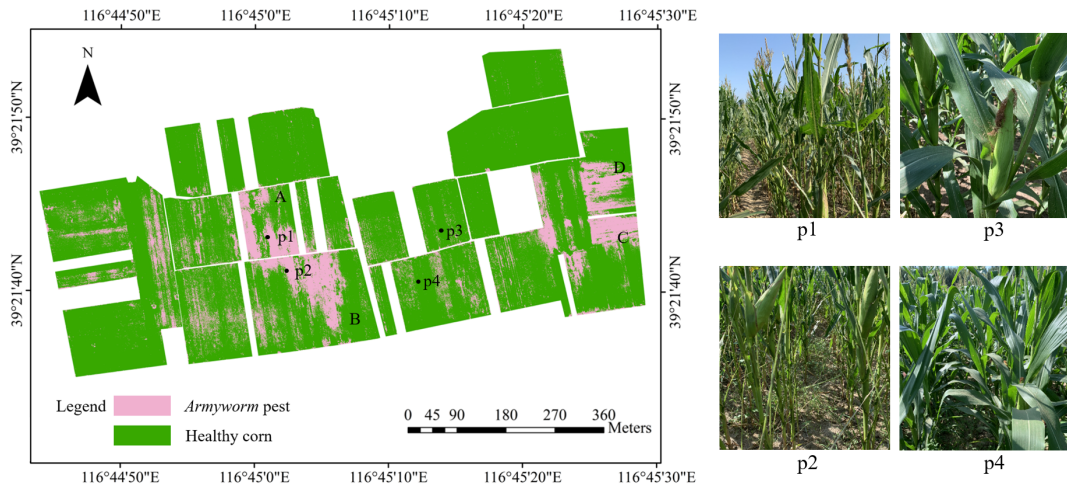 116°44'50"E 116°45'0"E 116°45'10"E 116°45'20"E 116°45'30"E
39°21'50"N
39°21'40"N
N
A
p1
p2
B
p3
p4
D
C
39°21'50"N
39°21'40"N
Legend
Armyworm pest
Healthy corn
0 45 90 180 270 360
Meters
116°44'50"E 116°45'0"E 116°45'10"E 116°45'20"E 116°45'30"E
p1
p3
p2
p4